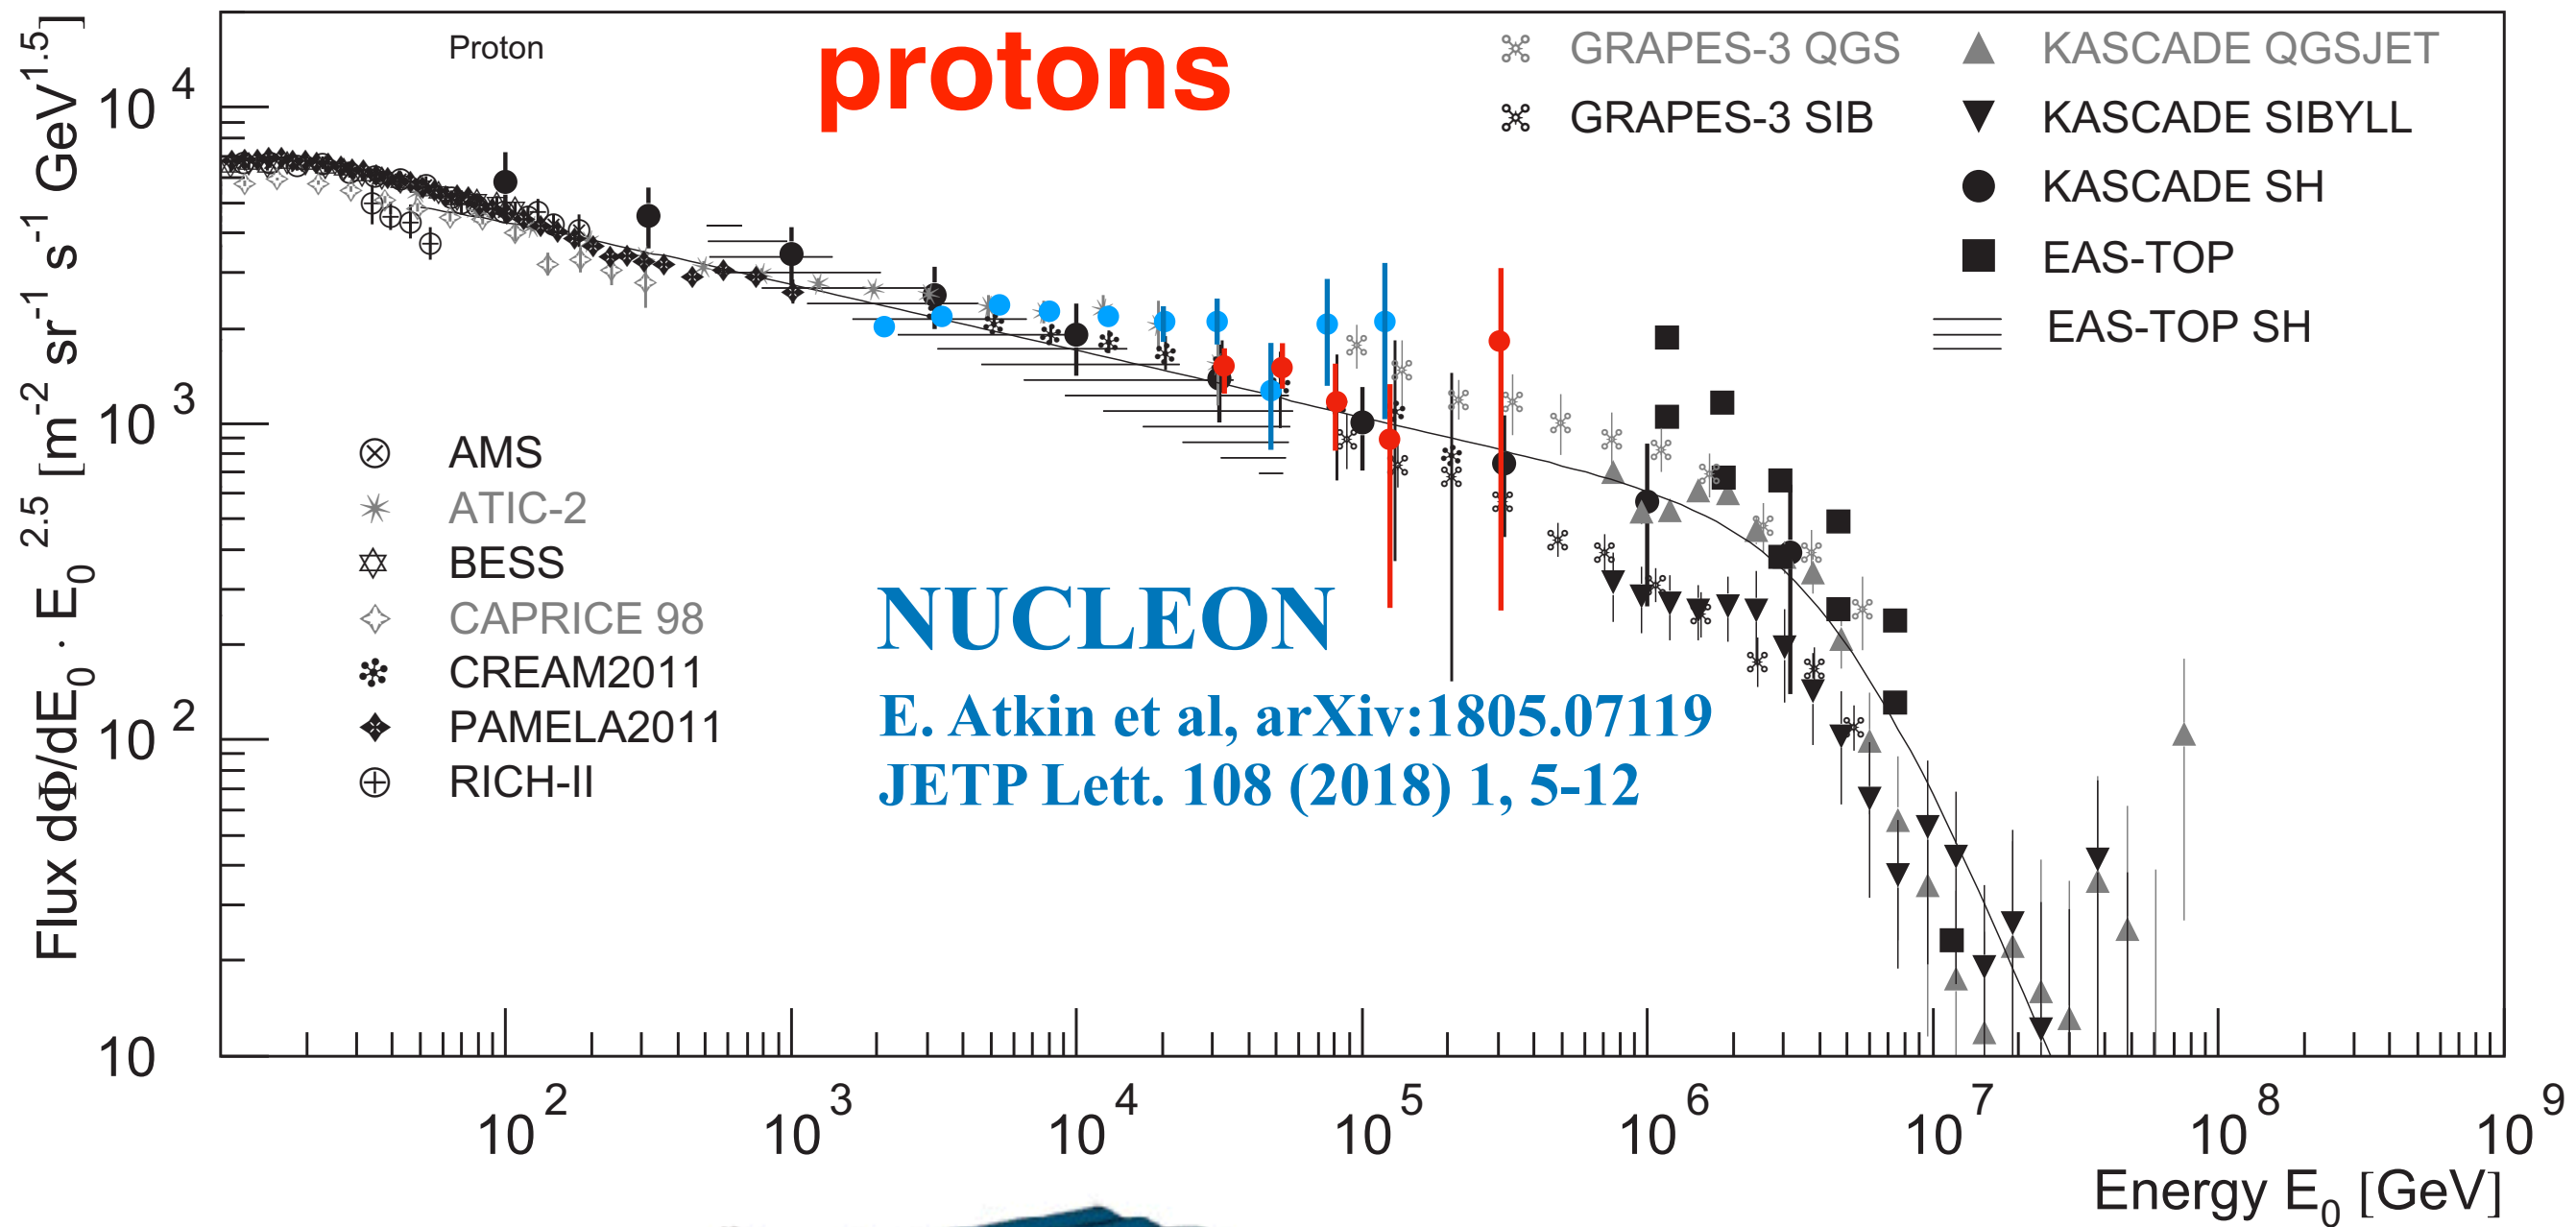 Proton
protons
GRAPES-3 QGS
GRAPES-3 SIB
KASCADE QGSJET
KASCADE SIBYLL
KASCADE SH
EAS-TOP
EAS-TOP SH
Flux dΦ/dE₀ · E₀^2.5 [m^-2 sr^-1 s^-1 GeV^1.5]
10^4
10^3
10^2
10
AMS
ATIC-2
BESS
CAPRICE 98
CREAM2011
PAMELA2011
RICH-II
NUCLEON
E. Atkin et al, arXiv:1805.07119
JETP Lett. 108 (2018) 1, 5-12
10^2 10^3 10^4 10^5 10^6 10^7 10^8 10^9
Energy E₀ [GeV]